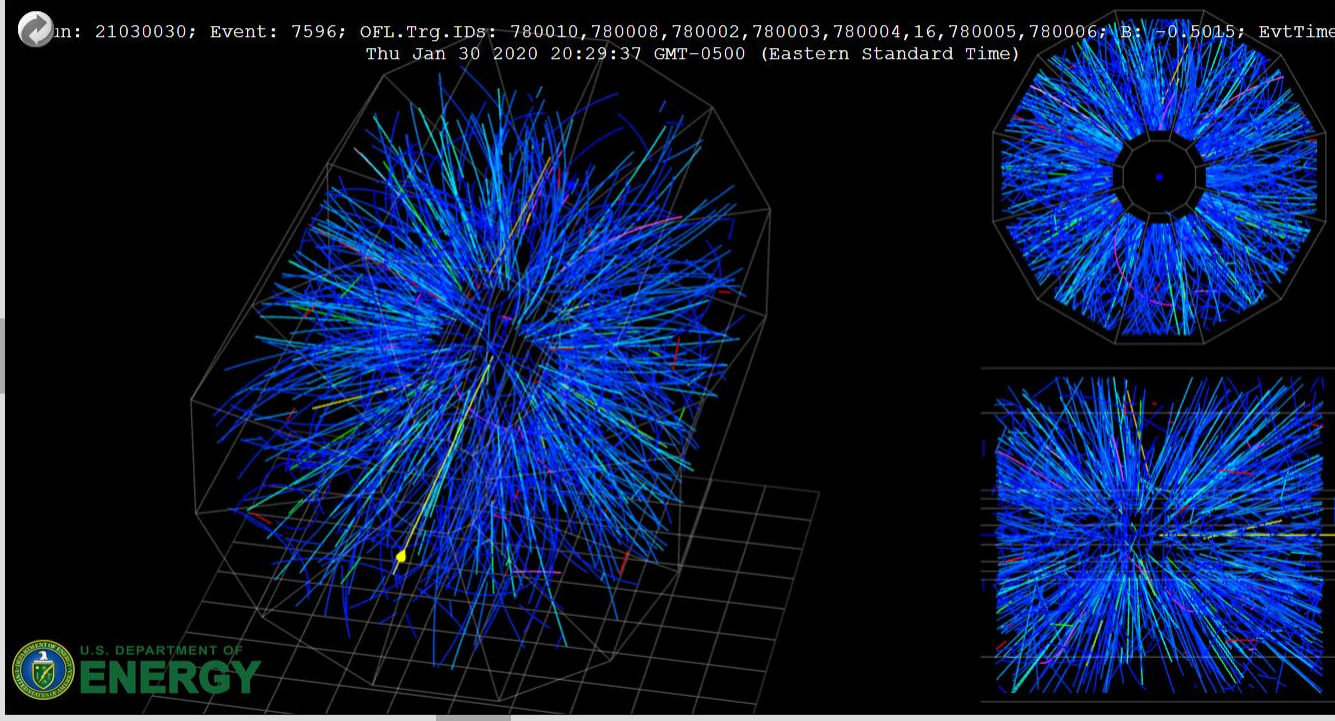 un: 21030030; Event: 7596; OFL.Trg.IDs: 780010,780008,780002,780003,780004,16,780005,780006; B: -0.5015; EvtTime
Thu Jan 30 2020 20:29:37 GMT-0500 (Eastern Standard Time)
U.S. DEPARTMENT OF
ENERGY